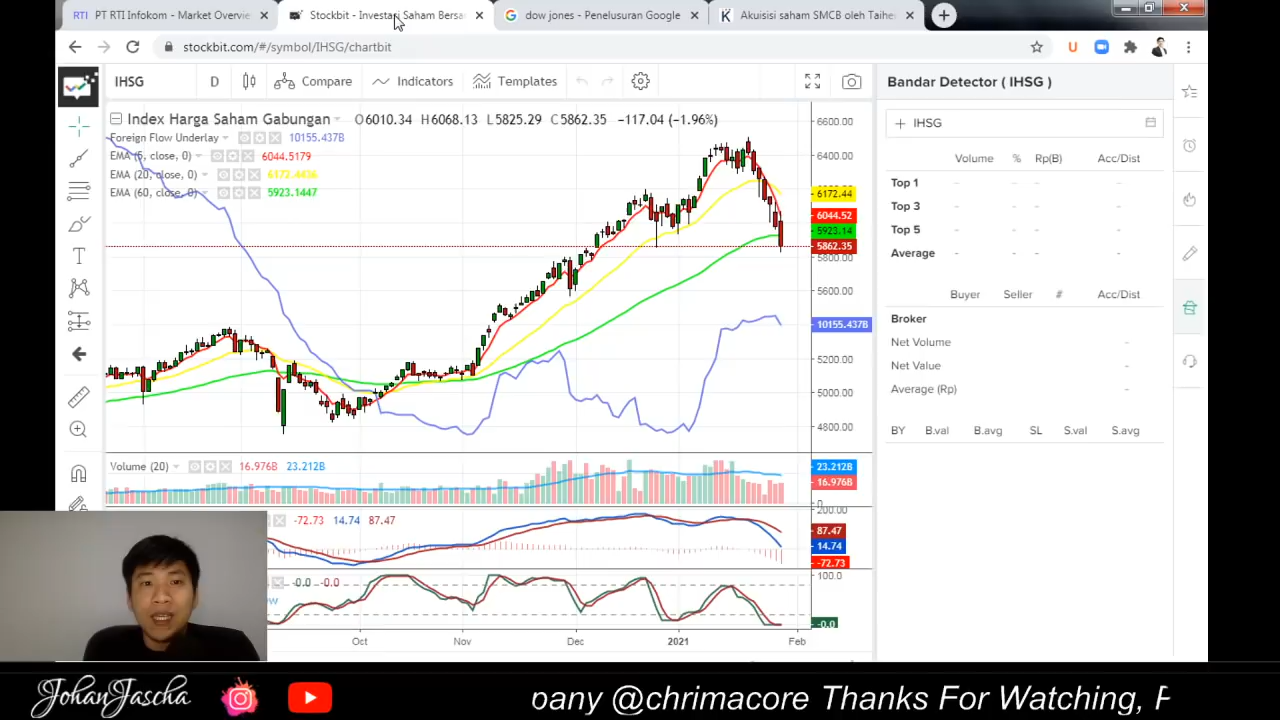 RTI PT RTI Infokom - Market Overvie
Stockbit - Investasi Saham Bersa
dow jones - Penelusuran Google
Akuisisi saham SMCB oleh Taihei
stockbit.com/#/symbol/IHSG/chartbit
IHSG
D
Compare
Indicators
Templates
Index Harga Saham Gabungan
O6010.34 H6068.13 L5825.29 C5862.35 -117.04 (-1.96%)
Foreign Flow Underlay
10155.437B
EMA (5, close, 0)
6044.5179
EMA (20, close, 0)
6172.4436
EMA (60, close, 0)
5923.1447
6600.00
6400.00
6172.44
6044.52
5923.14
5862.35
5800.00
5600.00
10155.437B
5200.00
5000.00
4800.00
Volume (20)
16.976B 23.212B
23.212B
16.976B
0
200.00
-72.73 14.74 87.47
87.47
14.74
-72.73
100.0
-0.0 -0.0
ow
-0.0
Oct
Nov
Dec
2021
Feb
Bandar Detector ( IHSG )
+ IHSG
Volume % Rp(B) Acc/Dist
Top 1 - - - -
Top 3 - - - -
Top 5 - - - -
Average - - - -
Buyer Seller # Acc/Dist
Broker
Net Volume -
Net Value -
Average (Rp) -
BY B.val B.avg SL S.val S.avg
JohanJascha
pany @chrimacore Thanks For Watching,